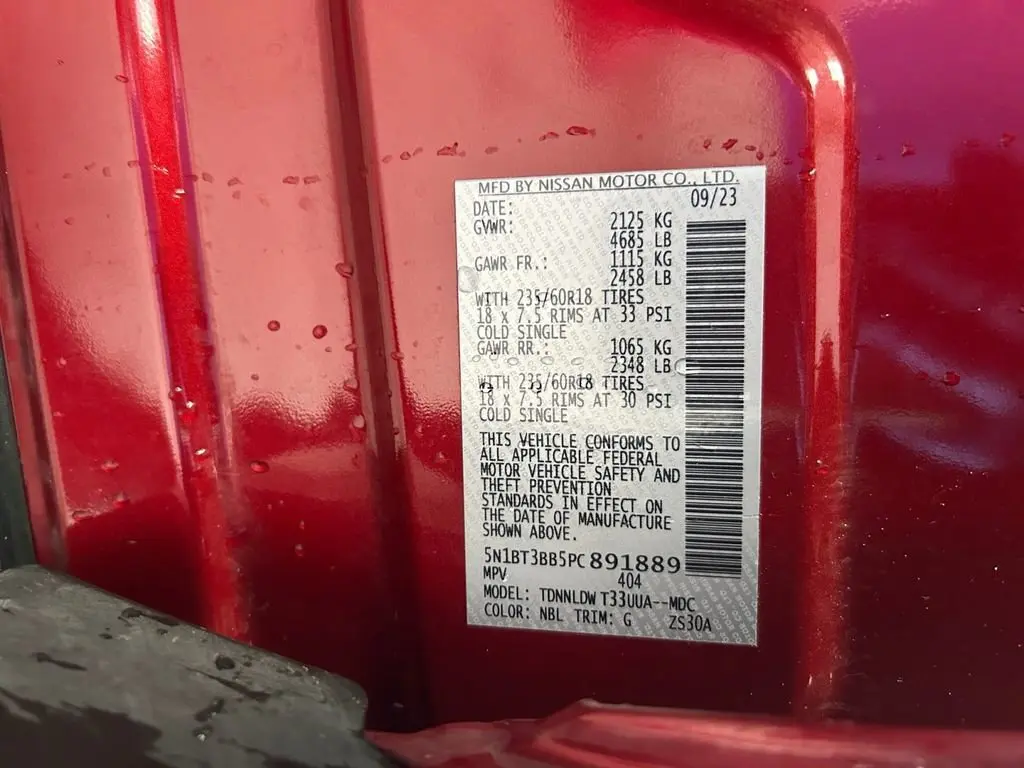 MFD BY NISSAN MOTOR CO., LTD.
DATE: 09/23
GVWR: 2125 KG
4685 LB
GAWR FR.: 1115 KG
2458 LB
WITH 235/60R18 TIRES
18 x 7.5 RIMS AT 33 PSI
COLD SINGLE
GAWR RR.: 1065 KG
2348 LB
WITH 235/60R18 TIRES
18 x 7.5 RIMS AT 30 PSI
COLD SINGLE
THIS VEHICLE CONFORMS TO
ALL APPLICABLE FEDERAL
MOTOR VEHICLE SAFETY AND
THEFT PREVENTION
STANDARDS IN EFFECT ON
THE DATE OF MANUFACTURE
SHOWN ABOVE.
5N1BT3BB5PC891889
MPV 404
MODEL: TDNNLDW T33UUA--MDC
COLOR: NBL TRIM: G ZS30A